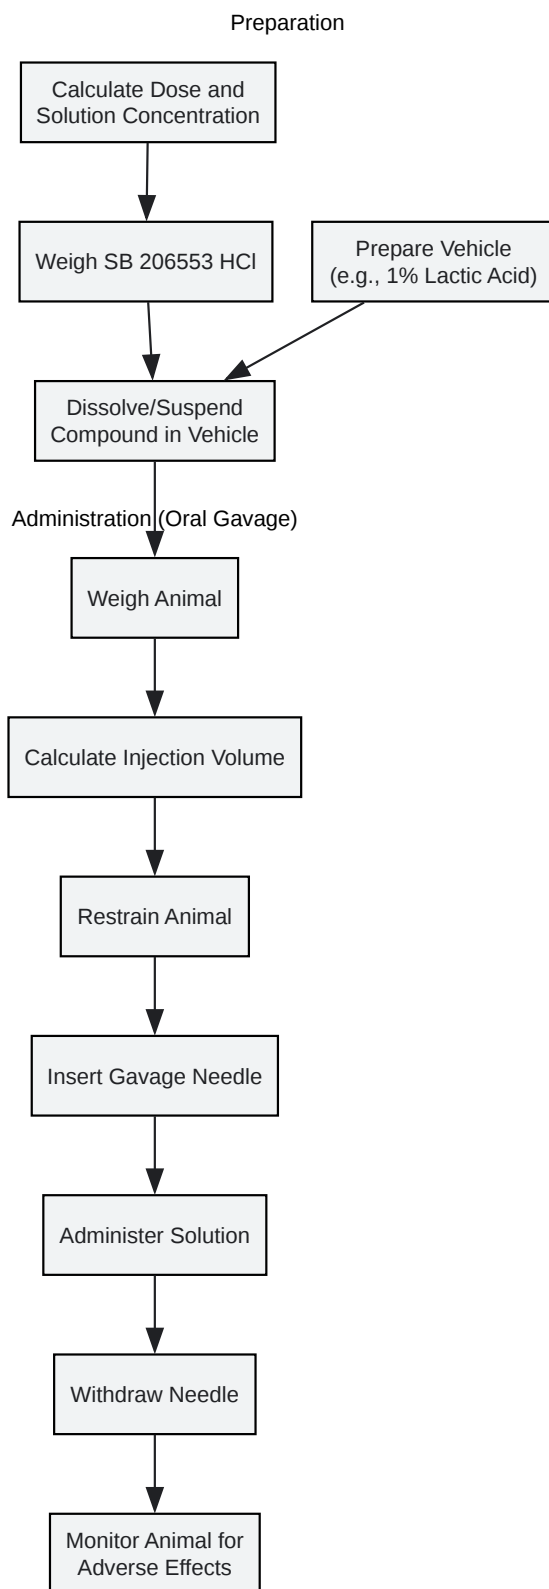 Preparation
Calculate Dose and
Solution Concentration
Weigh SB 206553 HCl
Prepare Vehicle
(e.g., 1% Lactic Acid)
Dissolve/Suspend
Compound in Vehicle
Administration (Oral Gavage)
Weigh Animal
Calculate Injection Volume
Restrain Animal
Insert Gavage Needle
Administer Solution
Withdraw Needle
Monitor Animal for
Adverse Effects